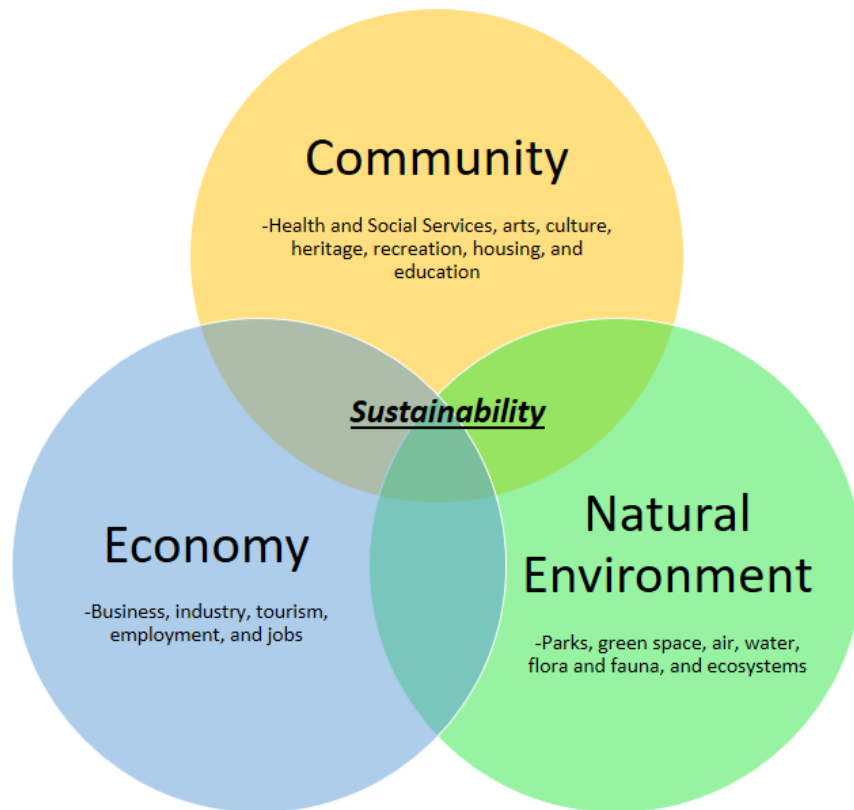 Community
-Health and Social Services, arts, culture,
heritage, recreation, housing, and
education
Sustainability
Economy
-Business, industry, tourism,
employment, and jobs
Natural
Environment
-Parks, green space, air, water,
flora and fauna, and ecosystems